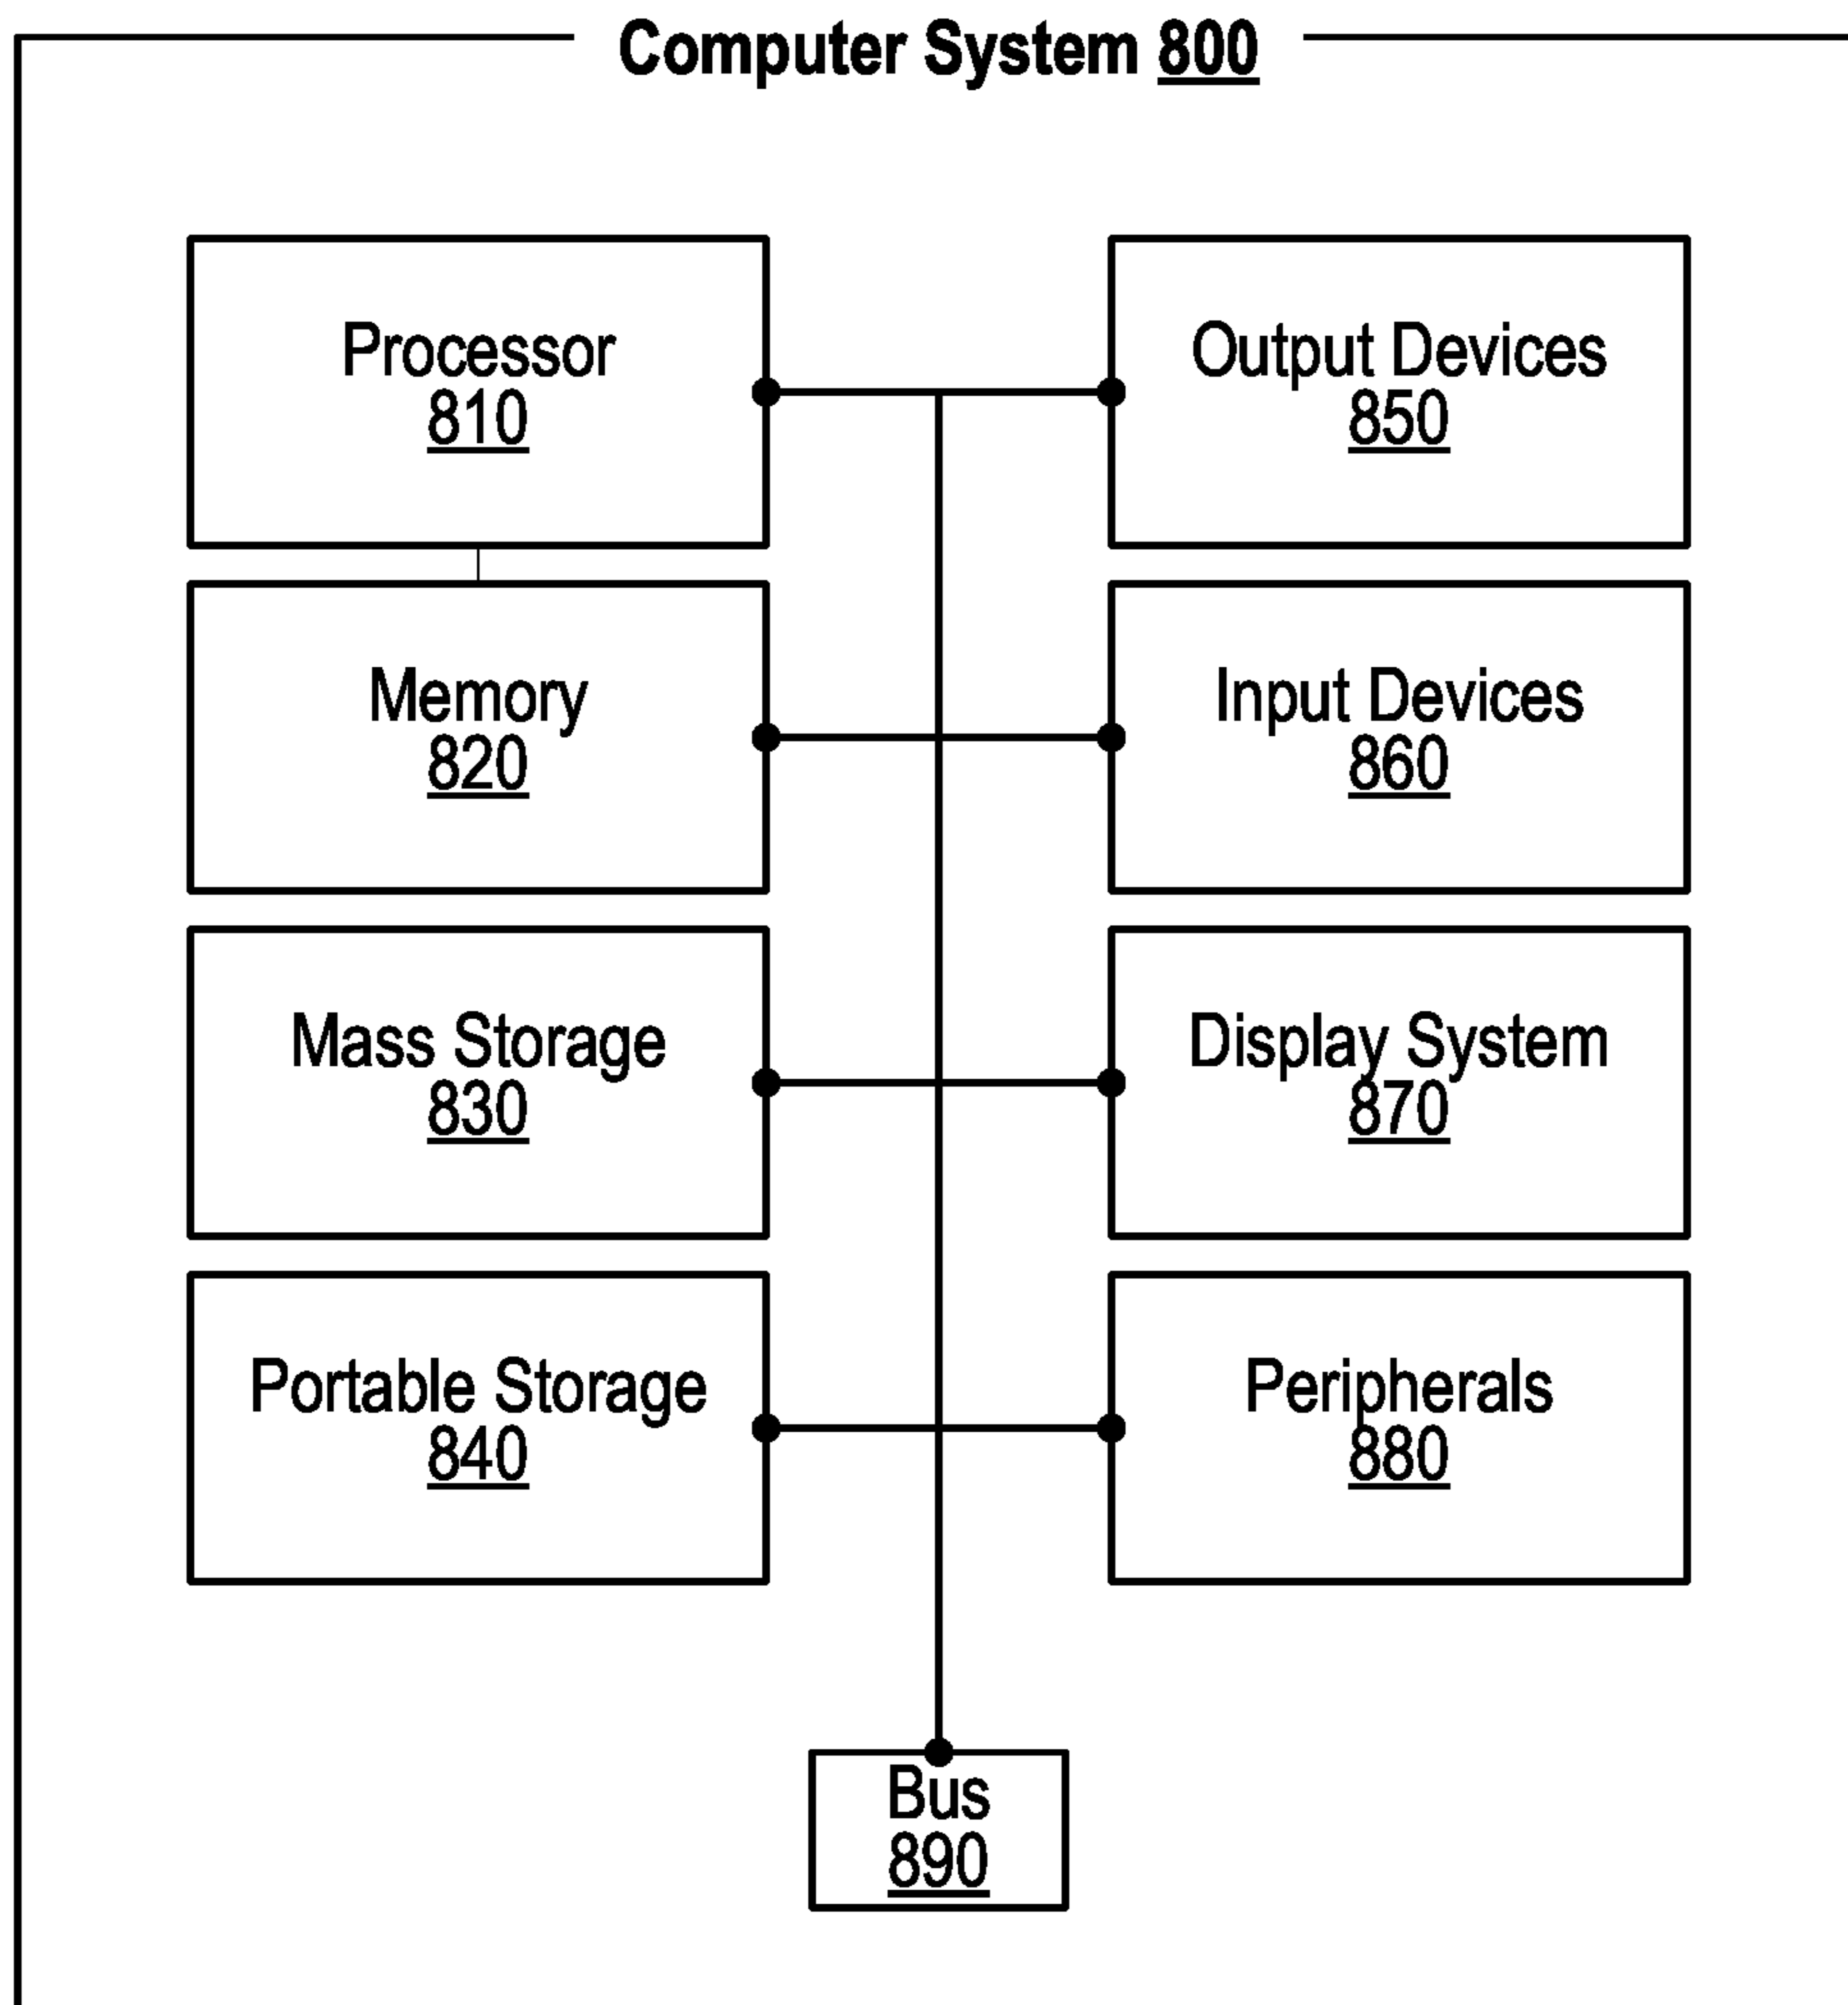 Computer System 800
Processor
810
Output Devices
850
Memory
820
Input Devices
860
Mass Storage
830
Display System
870
Portable Storage
840
Peripherals
880
Bus
890